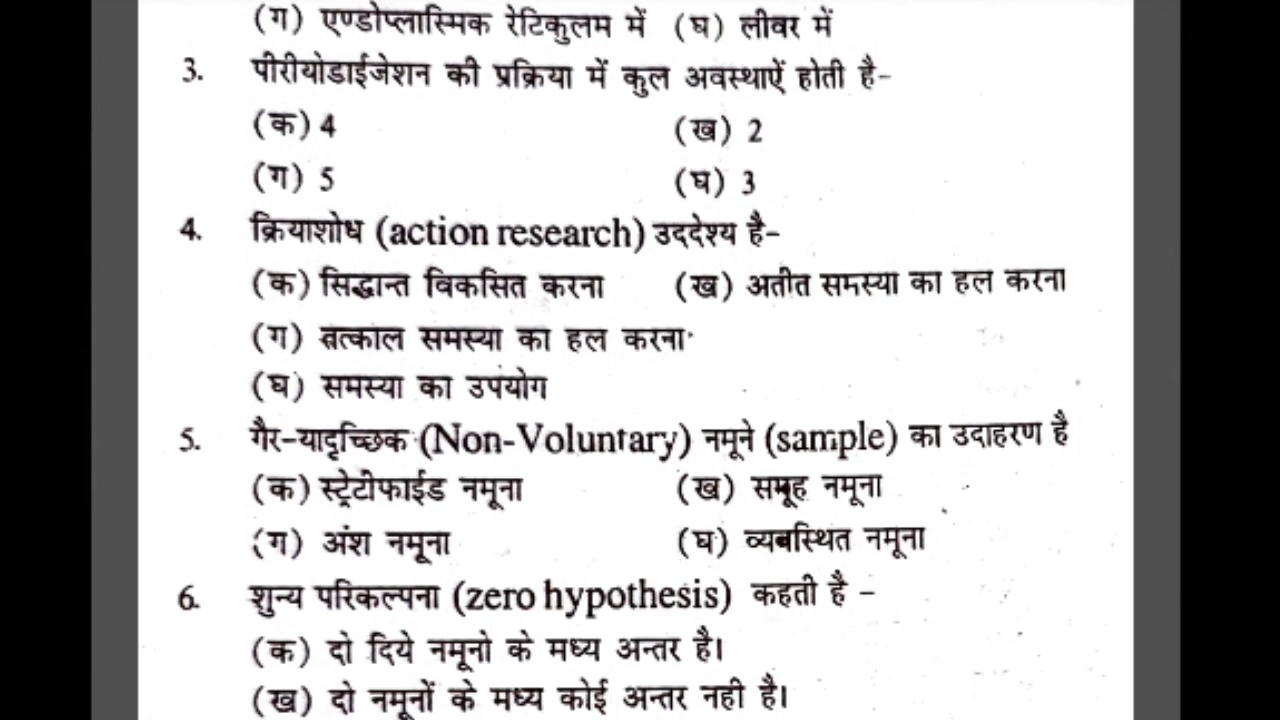 (ग) एण्डोप्लास्मिक रेटिकुलम में (घ) लीवर में
3. पीरीयोडाईजेशन की प्रक्रिया में कुल अवस्थाऐं होती है-
(क) 4 (ख) 2
(ग) 5 (घ) 3
4. क्रियाशोध (action research) उददेश्य है-
(क) सिद्धान्त विकसित करना (ख) अतीत समस्या का हल करना
(ग) तत्काल समस्या का हल करना
(घ) समस्या का उपयोग
5. गैर-यादृच्छिक (Non-Voluntary) नमूने (sample) का उदाहरण है
(क) स्ट्रेटीफाईड नमूना (ख) समूह नमूना
(ग) अंश नमूना (घ) व्यवस्थित नमूना
6. शुन्य परिकल्पना (zero hypothesis) कहती है -
(क) दो दिये नमूनो के मध्य अन्तर है।
(ख) दो नमूनों के मध्य कोई अन्तर नही है।